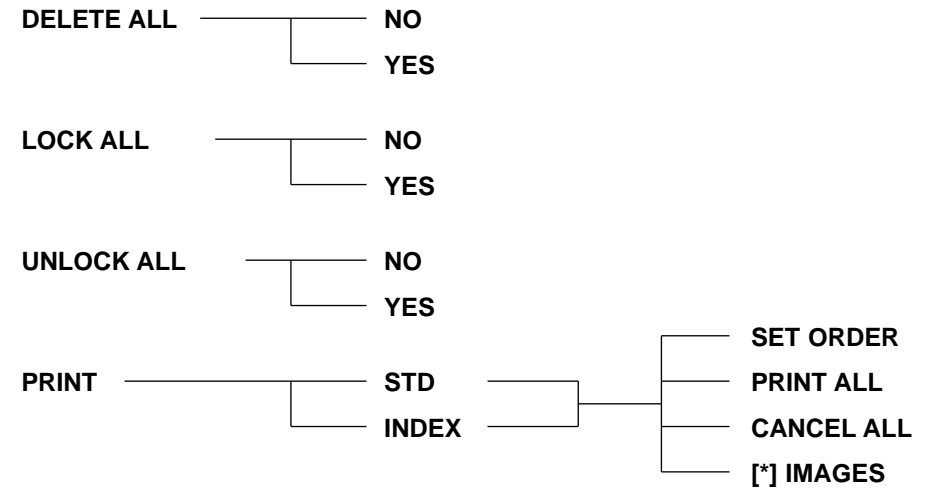 DELETE ALL NO
YES
LOCK ALL NO
YES
UNLOCK ALL NO
YES
SET ORDER
PRINT STD PRINT ALL
INDEX CANCEL ALL
[*] IMAGES